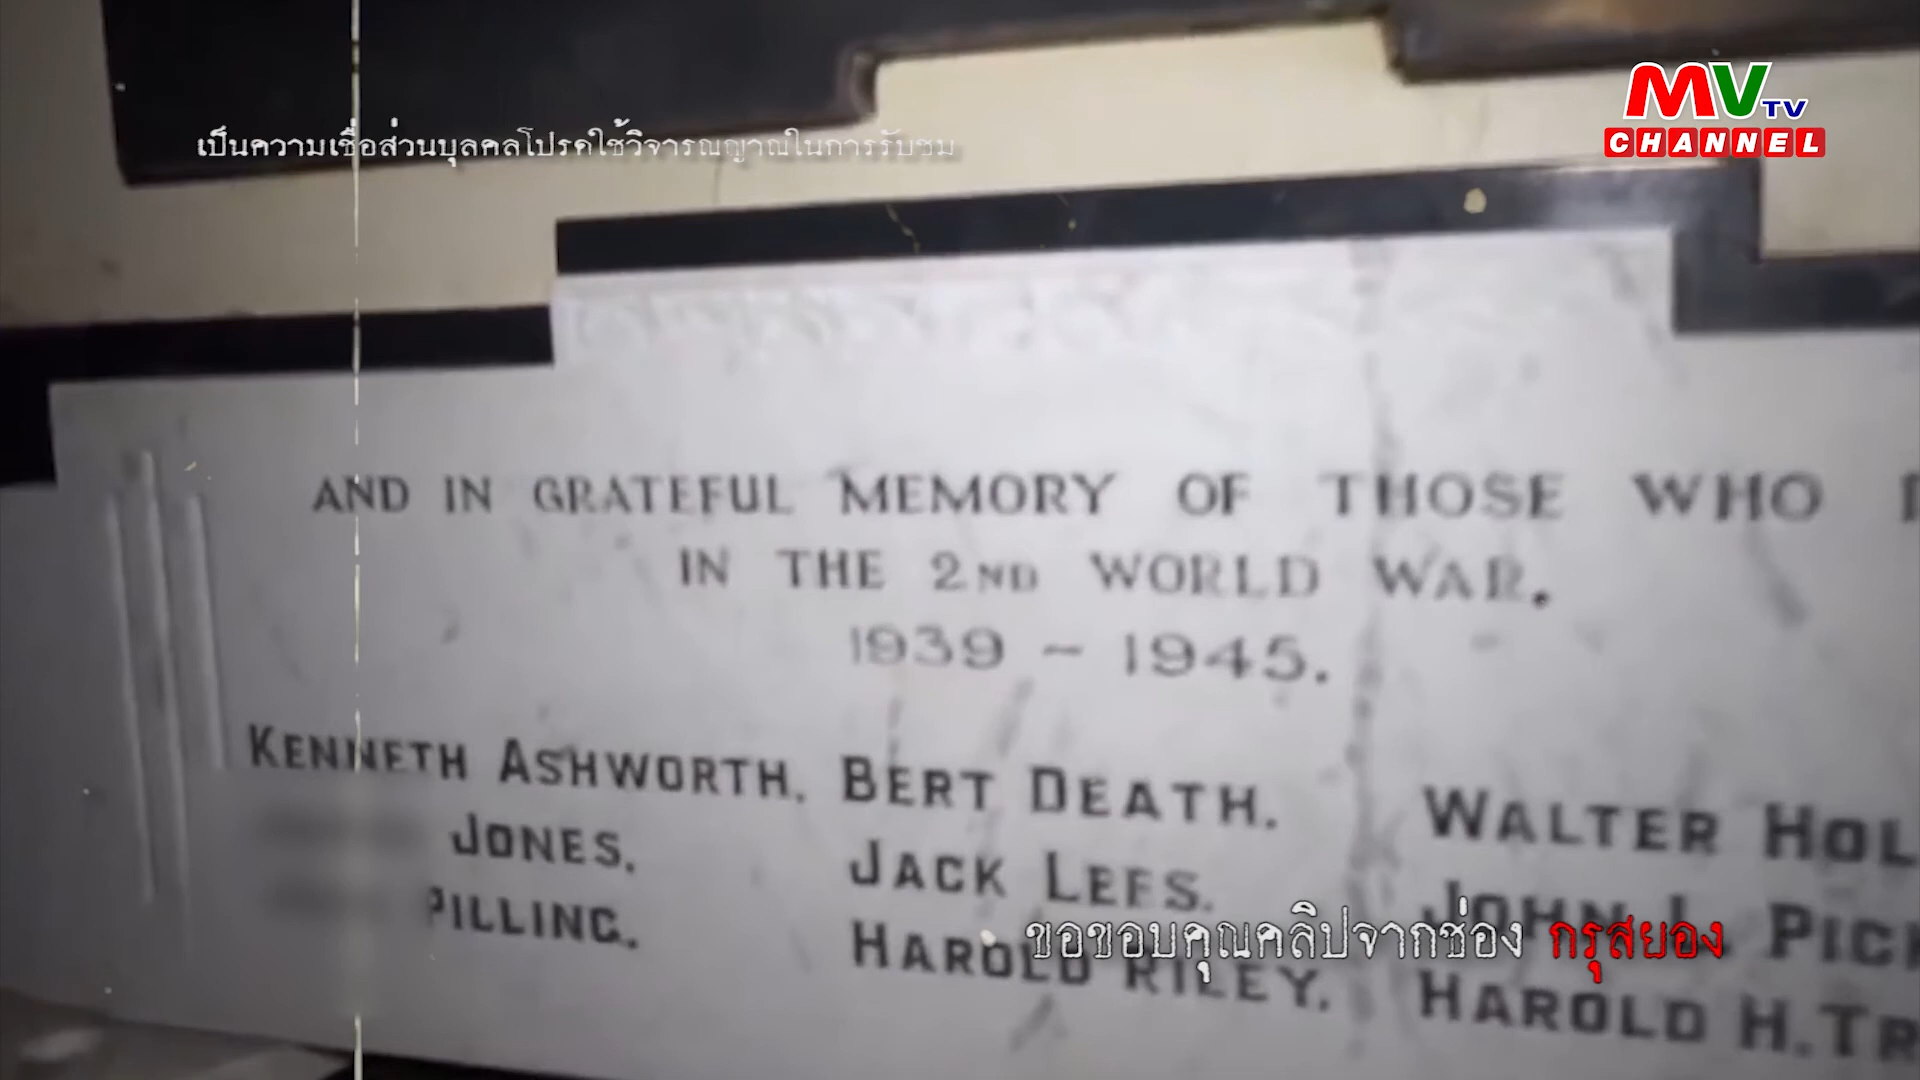 MV TV
CHANNEL
เป็นความเชื่อส่วนบุคคลโปรดใช้วิจารณญาณในการรับชม
AND IN GRATEFUL MEMORY OF THOSE WHO
IN THE 2ND WORLD WAR.
1939 ~ 1945.
KENNETH ASHWORTH. BERT DEATH. WALTER HOL
JONES. JACK LEES. JOHN L. PICK
PILLING. HAROLD RILEY. HAROLD H. TR
ขอขอบคุณคลิปจากช่อง กรุสยอง